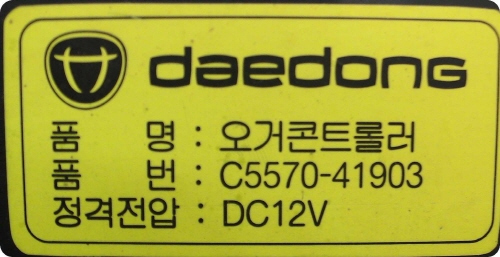 daedong
품 명 : 오거콘트롤러
품 번 : C5570-41903
정격전압 : DC12V